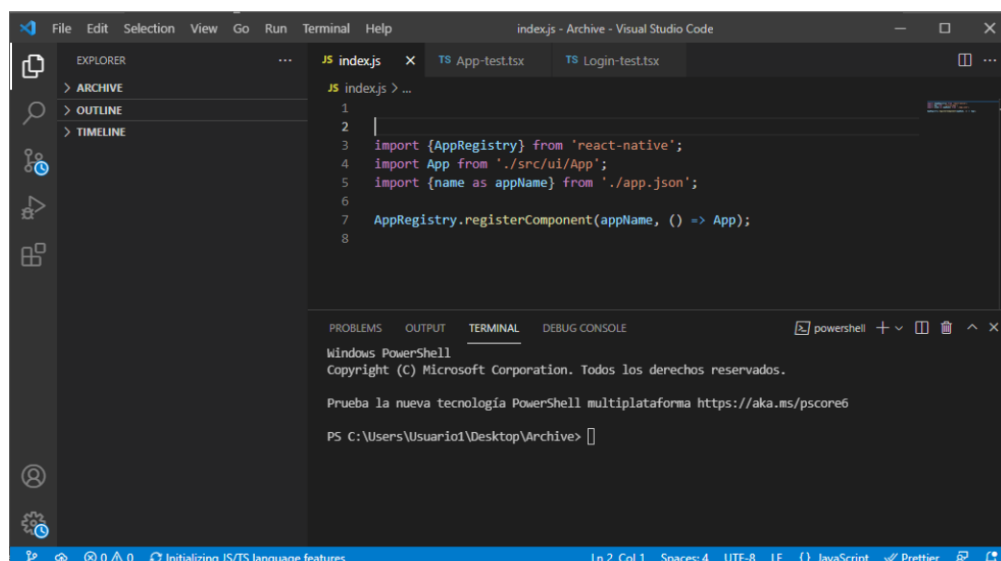 File Edit Selection View Go Run Terminal Help index.js - Archive - Visual Studio Code
EXPLORER
ARCHIVE
OUTLINE
TIMELINE
JS index.js TS App-test.tsx TS Login-test.tsx
JS index.js > ...
1
2
3 import {AppRegistry} from 'react-native';
4 import App from './src/ui/App';
5 import {name as appName} from './app.json';
6
7 AppRegistry.registerComponent(appName, () => App);
8
PROBLEMS OUTPUT TERMINAL DEBUG CONSOLE powershell
Windows PowerShell
Copyright (C) Microsoft Corporation. Todos los derechos reservados.
Prueba la nueva tecnología PowerShell multiplataforma https://aka.ms/pscore6
PS C:\Users\Usuario1\Desktop\Archive>
0 0 Initializing JS/TS language features Ln 2, Col 1 Spaces: 4 UTF-8 LF {} JavaScript Prettier